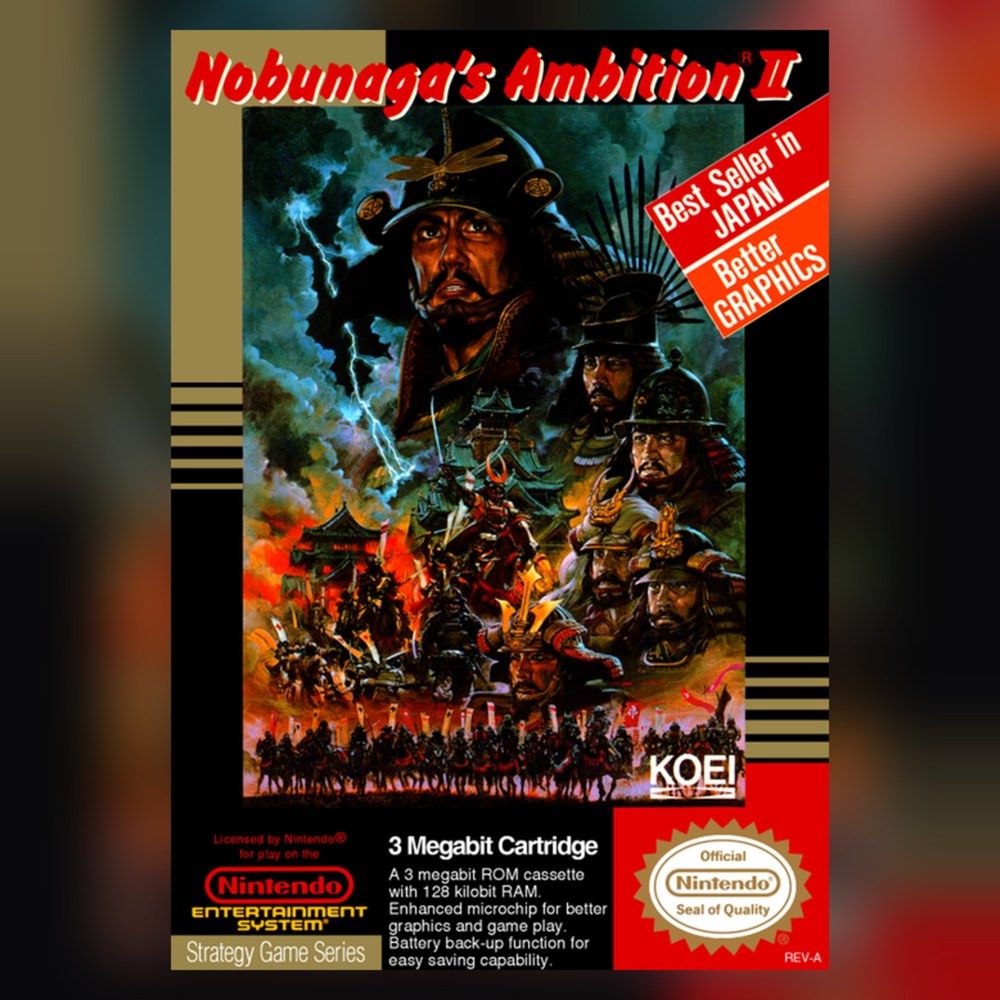 Nobunaga's Ambition® II
Best Seller in
JAPAN
Better
GRAPHICS
KOEI
Licensed by Nintendo®
for play on the
Nintendo®
ENTERTAINMENT
SYSTEM®
Strategy Game Series
3 Megabit Cartridge
A 3 megabit ROM cassette
with 128 kilobit RAM.
Enhanced microchip for better
graphics and game play.
Battery back-up function for
easy saving capability.
Official
Nintendo®
Seal of Quality
®
REV-A